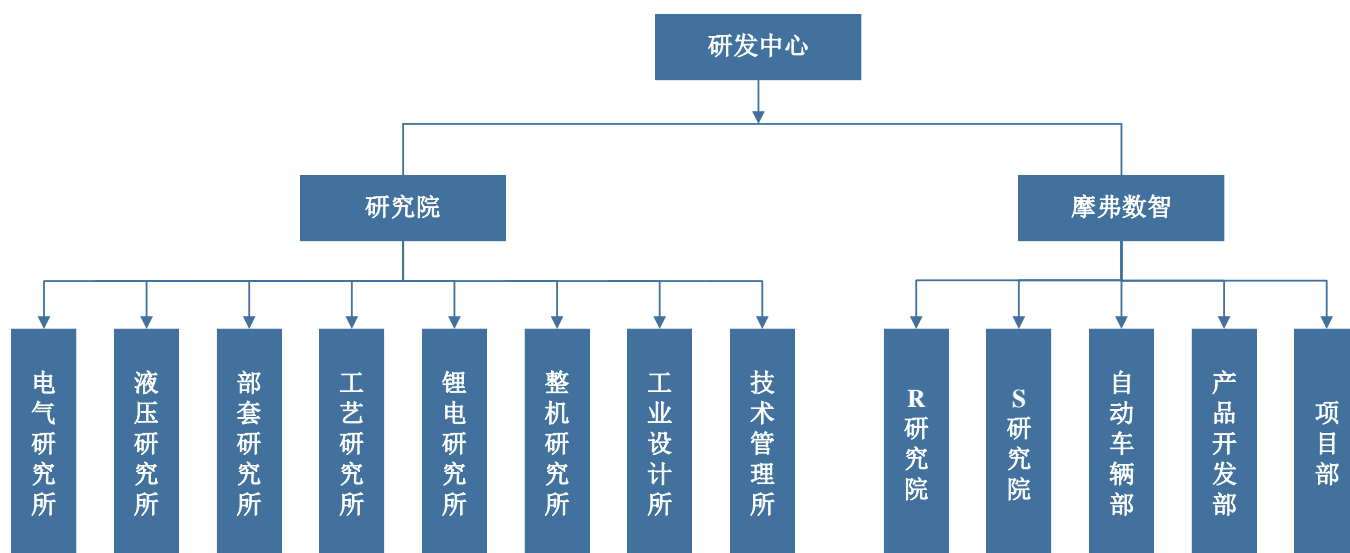 研发中心
研究院
摩弗数智
电气研究所
液压研究所
部套研究所
工艺研究所
锂电研究所
整机研究所
工业设计所
技术管理所
R研究院
S研究院
自动车辆部
产品开发部
项目部